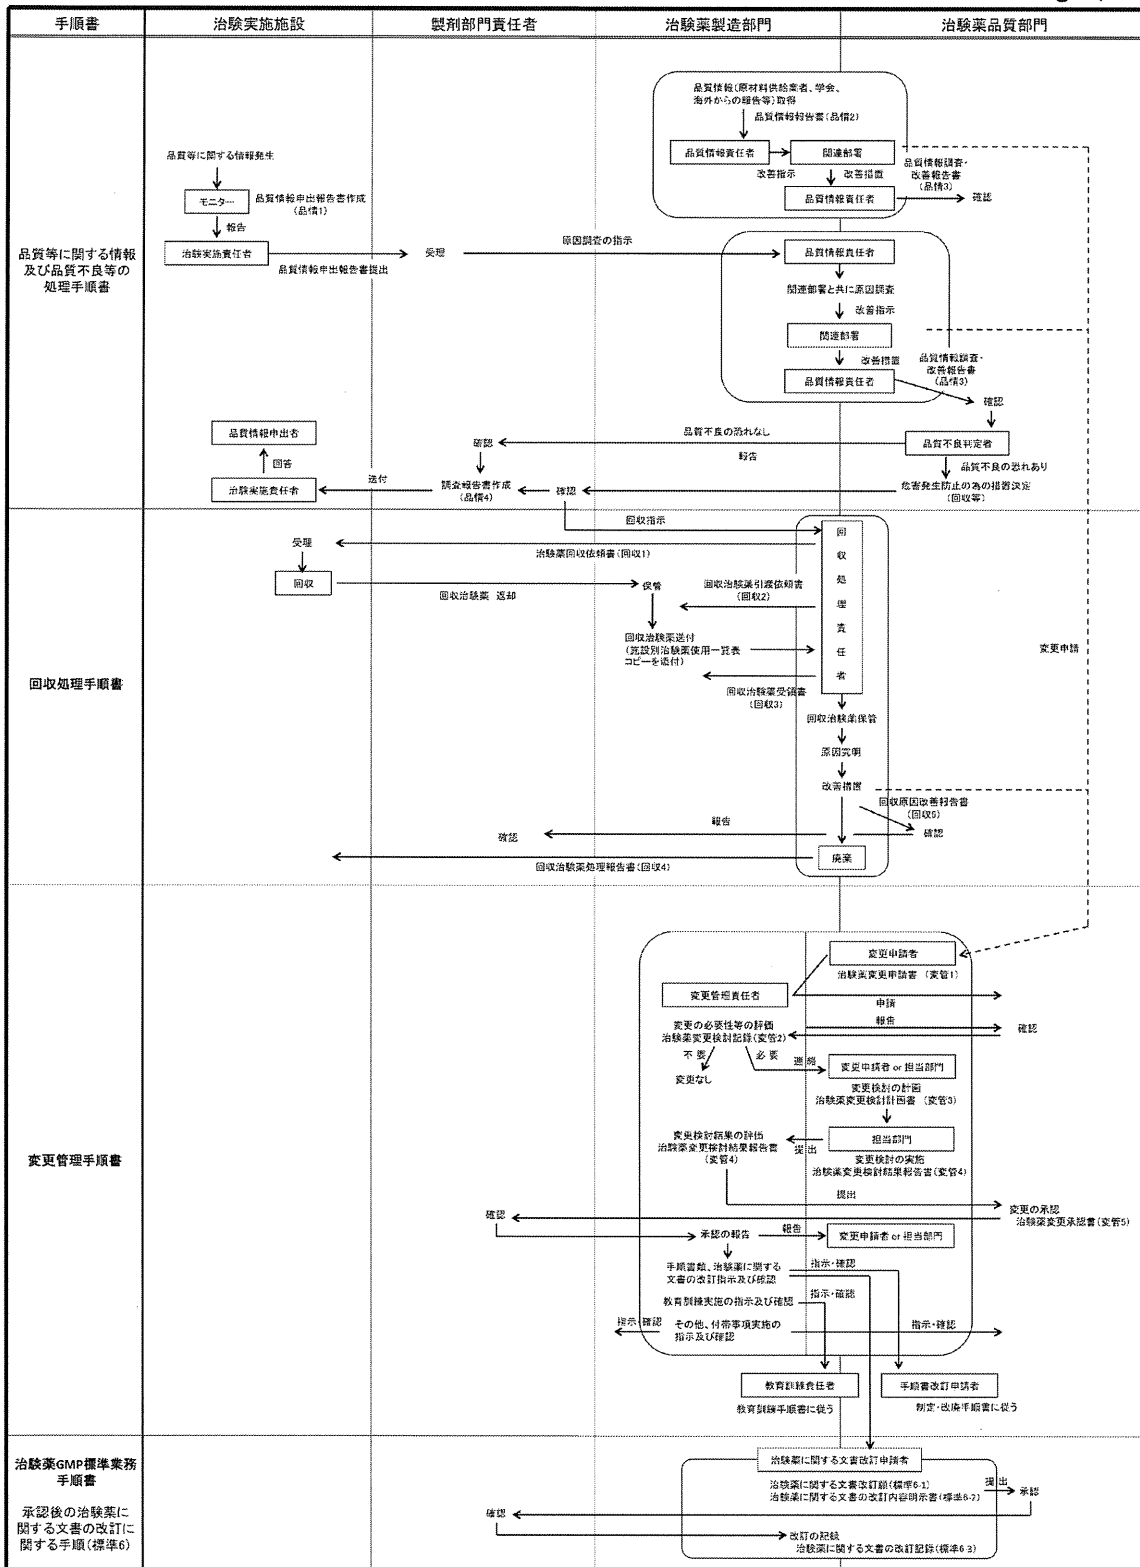 手順書
治験実施施設
製剤部門責任者
治験薬製造部門
治験薬品質部門
品質等に関する情報
及び品質不良等の
処理手順書
品質情報(原材料供給業者、学会、
海外からの報告等)取得
品質情報報告書(品情2)
品質情報責任者
関連部署
改善指示
改善措置
品質情報責任者
品質情報調査・
改善報告書
(品情3)
確認
品質等に関する情報発生
モニター
品質情報申出報告書作成
(品情1)
報告
治験実施責任者
品質情報申出報告書提出
受理
原因調査の指示
品質情報責任者
関連部署と共に原因調査
改善指示
関連部署
改善措置
品質情報責任者
品質情報調査・
改善報告書
(品情3)
確認
品質不良判定者
品質不良の恐れなし
報告
品質不良の恐れあり
危害発生防止の為の措置決定
(回収等)
確認
調査報告書作成
(品情4)
確認
送付
品質情報申出者
回答
治験実施責任者
回収処理手順書
回収指示
回収処理責任者
受理
治験薬回収依頼書(回収1)
回収
回収治験薬 返却
保管
回収治験薬引渡依頼書
(回収2)
回収治験薬送付
(施設別治験薬使用一覧表
コピーを添付)
回収治験薬受領書
(回収3)
回収治験薬保管
原因究明
改善措置
回収原因改善報告書
(回収5)
確認
報告
確認
廃棄
回収治験薬処理報告書(回収4)
変更申請
変更管理手順書
変更申請者
治験薬変更申請書 (変管1)
変更管理責任者
申請
報告
確認
変更の必要性等の評価
治験薬変更検討記録(変管2)
不 要
必 要
連 絡
変更なし
変更申請者 or 担当部門
変更検討の計画
治験薬変更検討計画書 (変管3)
担当部門
変更検討の実施
治験薬変更検討結果報告書(変管4)
提 出
変更検討結果の評価
治験薬変更検討結果報告書
(変管4)
提出
変更の承認
治験薬変更承認書(変管5)
確認
承認の報告
報告
変更申請者 or 担当部門
手順書類、治験薬に関する
文書の改訂指示及び確認
指示・確認
教育訓練実施の指示及び確認
指示・確認
指示・確認
その他、付帯事項実施の
指示及び確認
指示・確認
教育訓練責任者
教育訓練手順書に従う
手順書改訂申請者
制定・改廃手順書に従う
治験薬GMP標準業務
手順書
承認後の治験薬に
関する文書の改訂に
関する手順(標準6)
治験薬に関する文書改訂申請者
治験薬に関する文書改訂願(標準6-1)
治験薬に関する文書の改訂内容明示書(標準6-2)
提 出
承認
確認
改訂の記録
治験薬に関する文書の改訂記録(標準6-3)